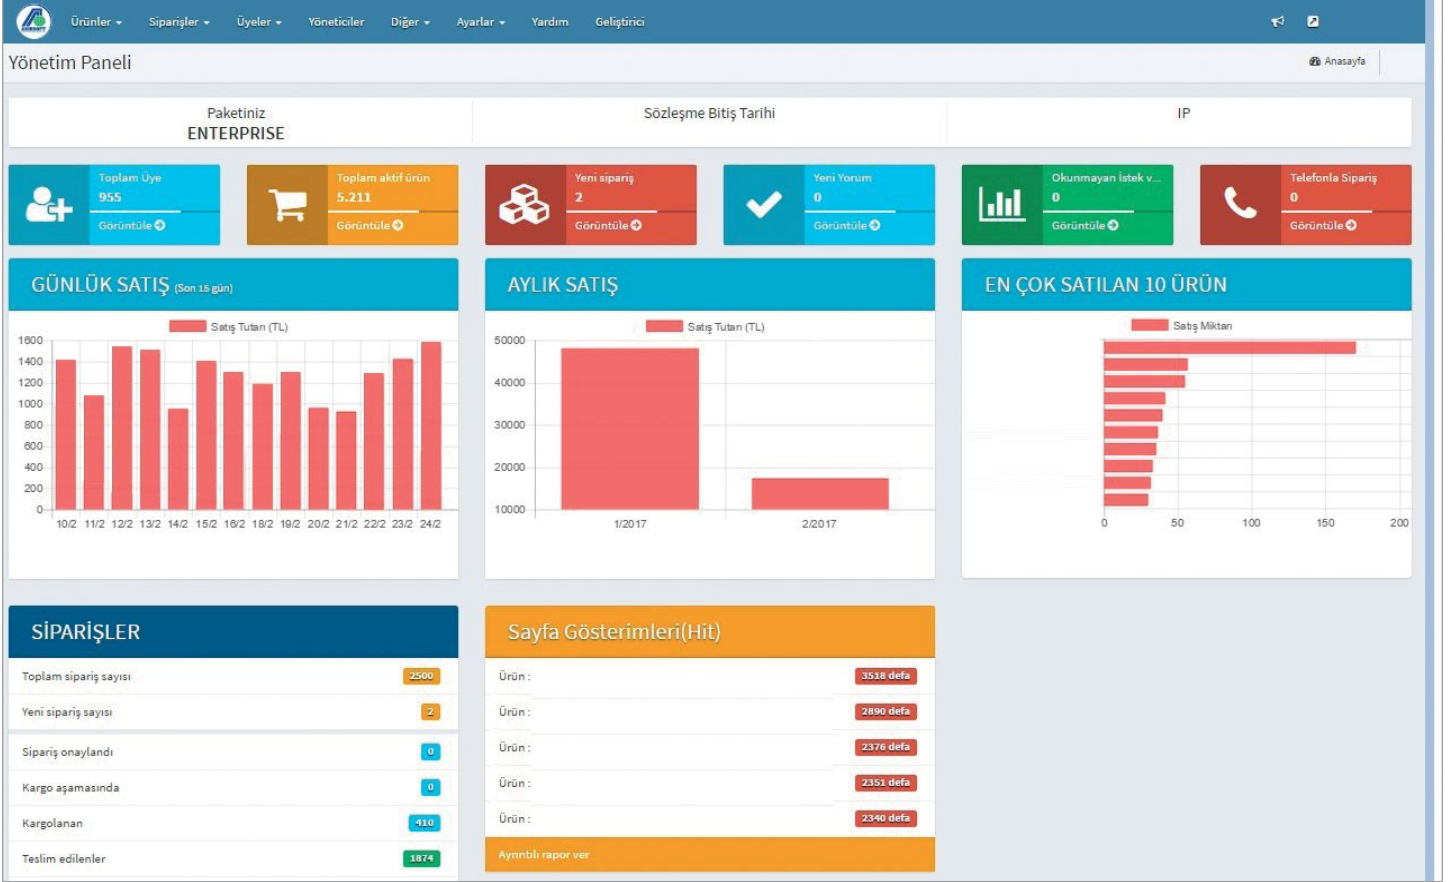 AKINSOFT
Ürünler Siparişler Üyeler Yöneticiler Diğer Ayarlar Yardım Geliştirici
Yönetim Paneli
Anasayfa
Paketiniz
ENTERPRISE
Sözleşme Bitiş Tarihi
IP
Toplam Üye
955
Görüntüle
Toplam aktif ürün
5.211
Görüntüle
Yeni sipariş
2
Görüntüle
Yeni Yorum
0
Görüntüle
Okunmayan İstek v...
0
Görüntüle
Telefonla Sipariş
0
Görüntüle
GÜNLÜK SATIŞ (Son 15 gün)
Satış Tutarı (TL)
1600
1400
1200
1000
800
600
400
200
0
10/2 11/2 12/2 13/2 14/2 15/2 16/2 18/2 19/2 20/2 21/2 22/2 23/2 24/2
AYLIK SATIŞ
Satış Tutarı (TL)
50000
40000
30000
20000
10000
1/2017 2/2017
EN ÇOK SATILAN 10 ÜRÜN
Satış Miktarı
0 50 100 150 200
SİPARİŞLER
Toplam sipariş sayısı 2500
Yeni sipariş sayısı 2
Sipariş onaylandı 0
Kargo aşamasında 0
Kargolanan 410
Teslim edilenler 1874
Sayfa Gösterimleri(Hit)
Ürün : 3518 defa
Ürün : 2890 defa
Ürün : 2376 defa
Ürün : 2351 defa
Ürün : 2340 defa
Ayrıntılı rapor ver